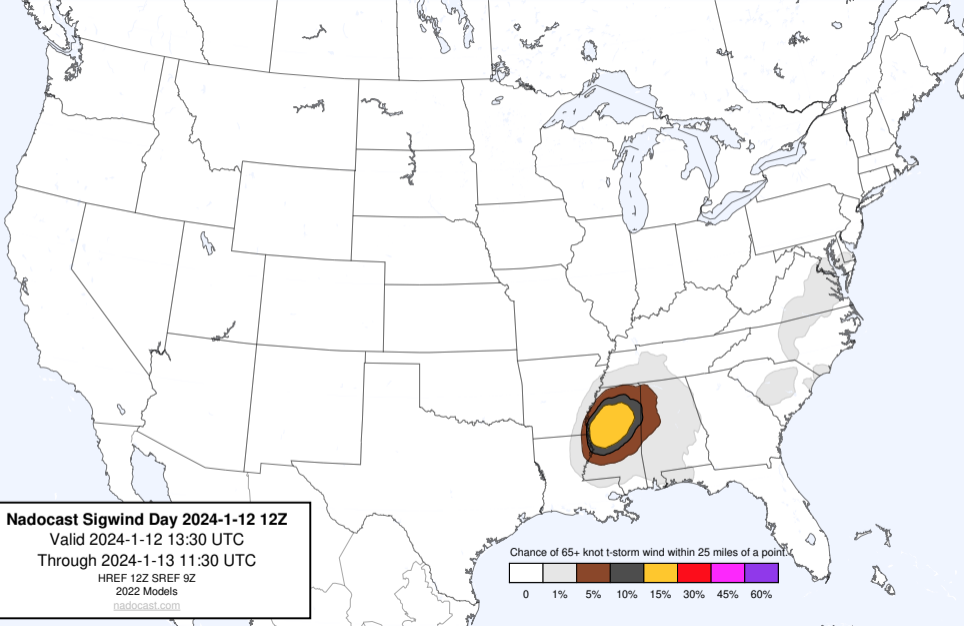 Nadocast Sigwind Day 2024-1-12 12Z
Valid 2024-1-12 13:30 UTC
Through 2024-1-13 11:30 UTC
HREF 12Z SREF 9Z
2022 Models
nadocast.com
Chance of 65+ knot t-storm wind within 25 miles of a point.
0 1% 5% 10% 15% 30% 45% 60%